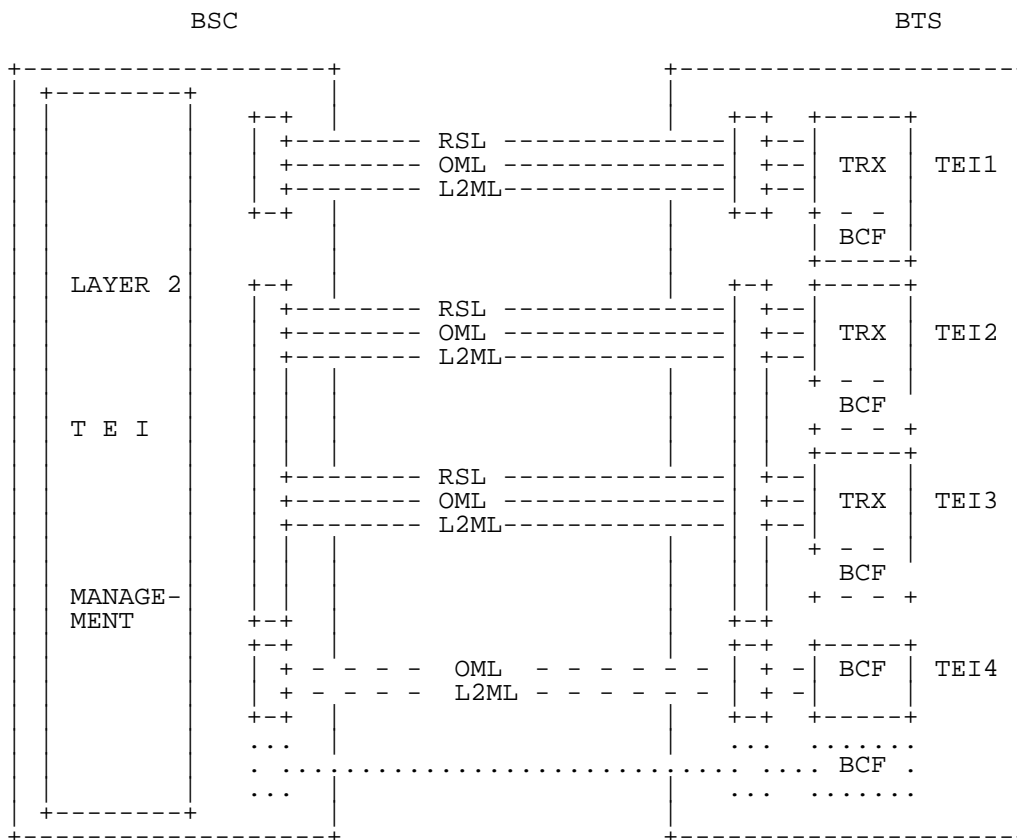 BSC BTS
RSL
OML TRX TEI1
L2ML
BCF
LAYER 2
RSL
OML TRX TEI2
L2ML
BCF
T E I
RSL
OML TRX TEI3
L2ML
BCF
MANAGE-
MENT
OML BCF TEI4
L2ML
BCF